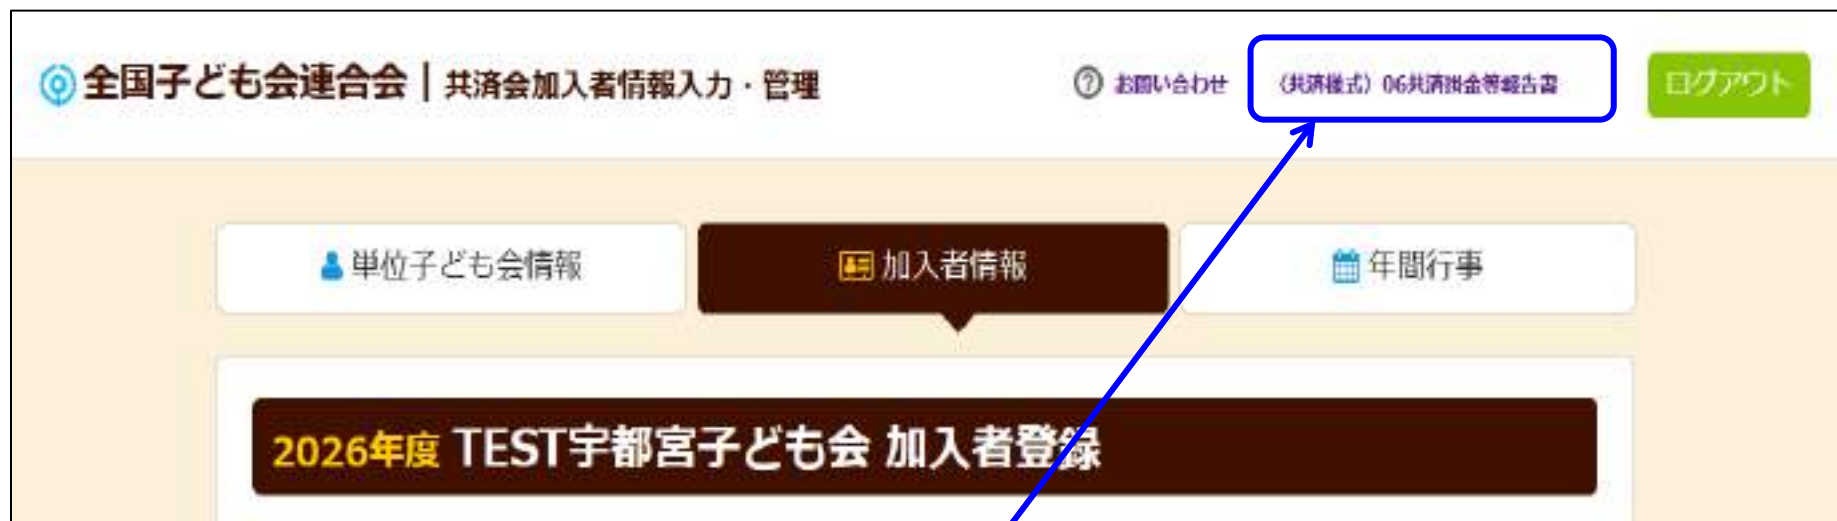 全国子ども会連合会 | 共済会加入者情報入力・管理
お問い合わせ
(共済様式) 06共済掛金等報告書
ログアウト
単位子ども会情報
加入者情報
年間行事
2026年度 TEST宇都宮子ども会 加入者登録